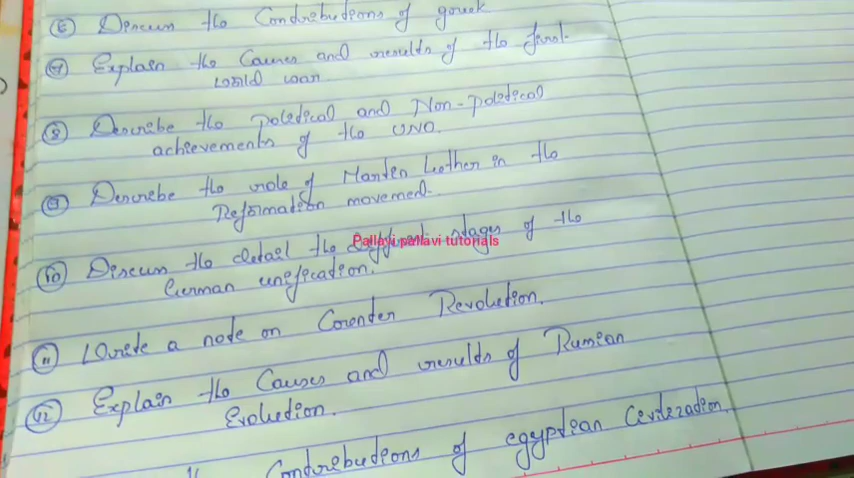 ⑥ Discuss the Contributions of greek
⑦ Explain the Causes and results of the first
world war
⑧ Describe the Political and Non-political
achievements of the UNO.
⑨ Describe the role of Martin Luther in the
Reformation movement.
⑩ Discuss the detail the different stages of the
German unification.
⑪ Write a note on Counter Revolution.
⑫ Explain the Causes and results of Russian
Evolution.
Contributions of egyptian Civilization.
Pallavi pallavi tutorials